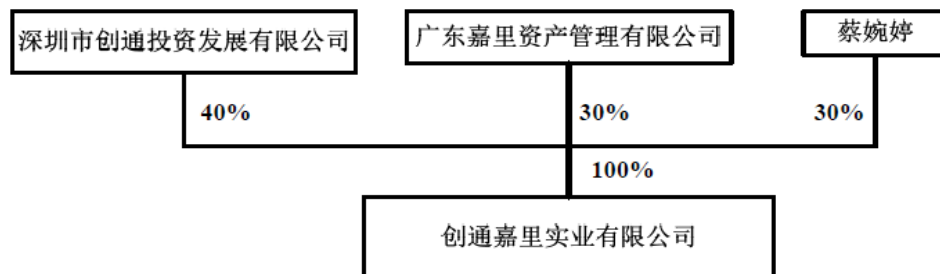 深圳市创通投资发展有限公司
广东嘉里资产管理有限公司
蔡婉婷
40%
30%
30%
100%
创通嘉里实业有限公司